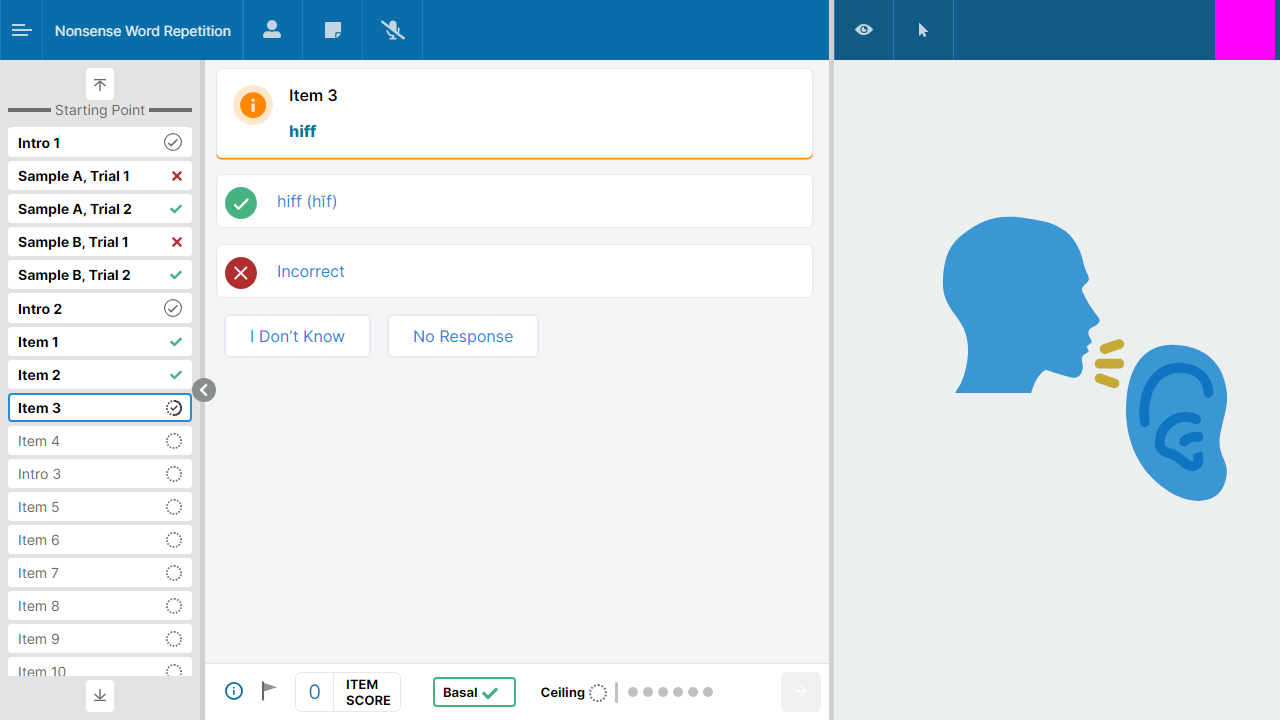 Nonsense Word Repetition
Starting Point
Intro 1
Sample A, Trial 1
Sample A, Trial 2
Sample B, Trial 1
Sample B, Trial 2
Intro 2
Item 1
Item 2
Item 3
Item 4
Intro 3
Item 5
Item 6
Item 7
Item 8
Item 9
Item 10
Item 3
hiff
hiff (hĭf)
Incorrect
I Don’t Know
No Response
0
ITEM
SCORE
Basal
Ceiling